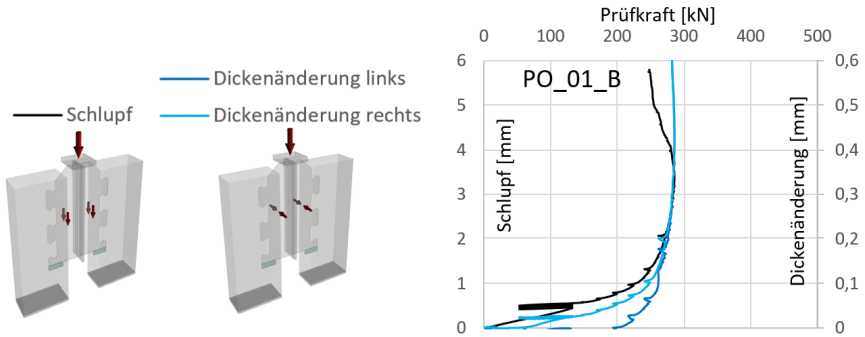 Dickenänderung links
Schlupf
Dickenänderung rechts
Prüfkraft [kN]
0 100 200 300 400 500
PO_01_B
Schlupf [mm]
6
5
4
3
2
1
0
Dickenänderung [mm]
0,6
0,5
0,4
0,3
0,2
0,1
0